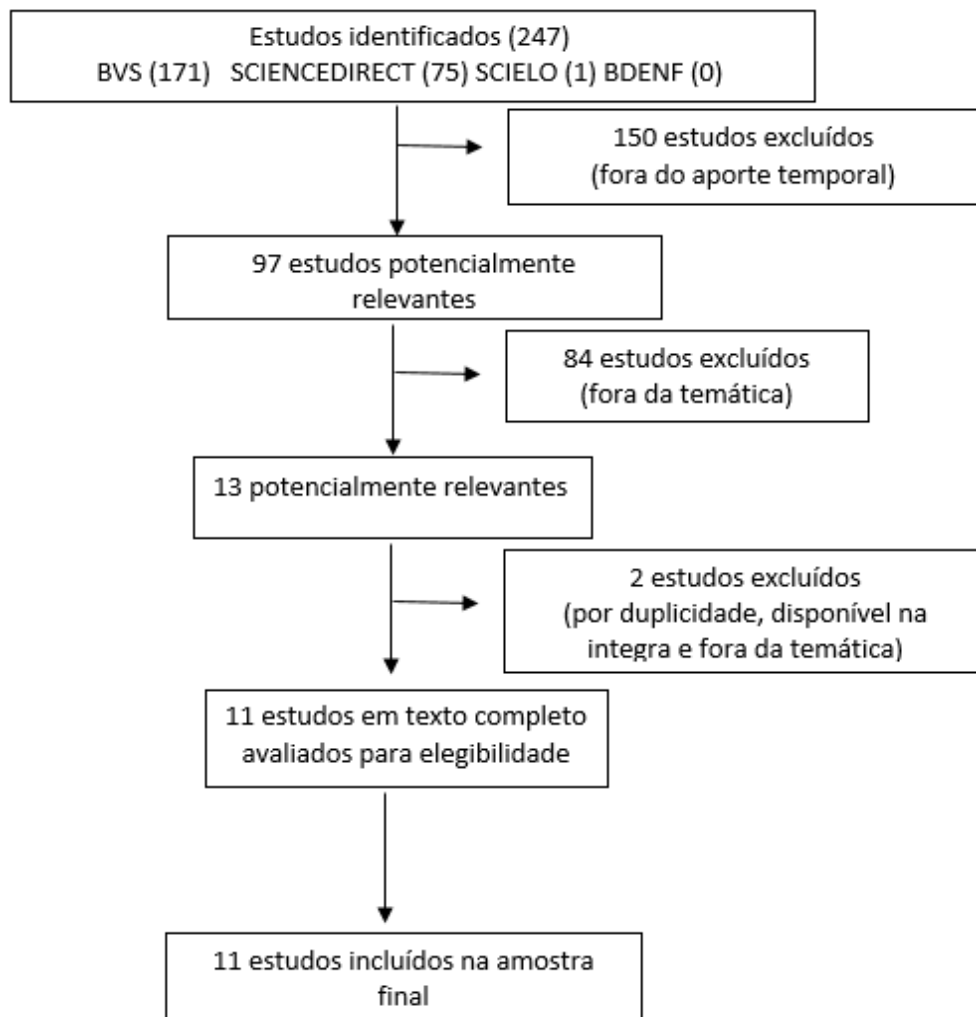 Estudos identificados (247)
BVS (171) SCIENCEDIRECT (75) SCIELO (1) BDENF (0)
150 estudos excluídos
(fora do aporte temporal)
97 estudos potencialmente
relevantes
84 estudos excluídos
(fora da temática)
13 potencialmente relevantes
2 estudos excluídos
(por duplicidade, disponível na
integra e fora da temática)
11 estudos em texto completo
avaliados para elegibilidade
11 estudos incluídos na amostra
final